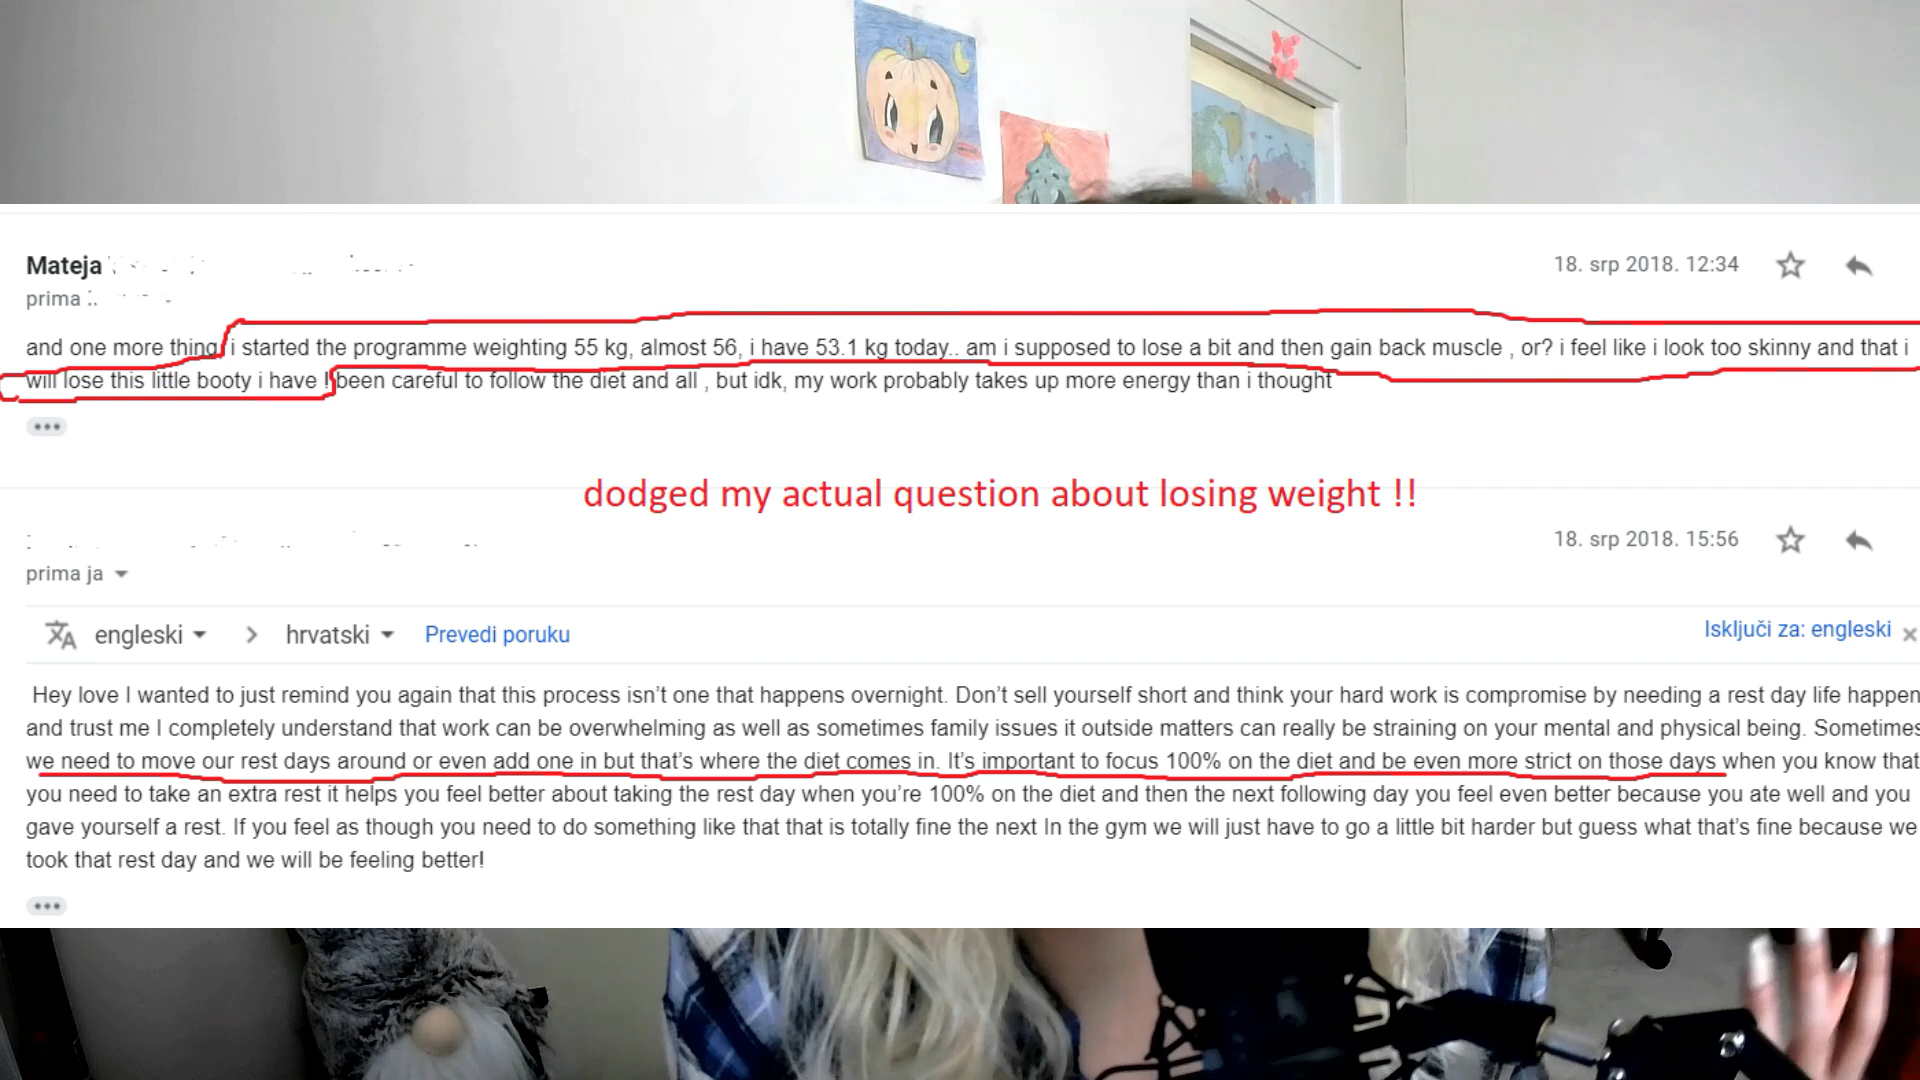 Mateja
18. srp 2018. 12:34
prima
and one more thing, i started the programme weighting 55 kg, almost 56, i have 53.1 kg today.. am i supposed to lose a bit and then gain back muscle , or? i feel like i look too skinny and that i
will lose this little booty i have ! been careful to follow the diet and all , but idk, my work probably takes up more energy than i thought
dodged my actual question about losing weight !!
18. srp 2018. 15:56
prima ja
engleski > hrvatski Prevedi poruku
Isključi za: engleski
Hey love I wanted to just remind you again that this process isn’t one that happens overnight. Don’t sell yourself short and think your hard work is compromise by needing a rest day life happen
and trust me I completely understand that work can be overwhelming as well as sometimes family issues it outside matters can really be straining on your mental and physical being. Sometimes
we need to move our rest days around or even add one in but that’s where the diet comes in. It’s important to focus 100% on the diet and be even more strict on those days when you know that
you need to take an extra rest it helps you feel better about taking the rest day when you’re 100% on the diet and then the next following day you feel even better because you ate well and you
gave yourself a rest. If you feel as though you need to do something like that that is totally fine the next In the gym we will just have to go a little bit harder but guess what that’s fine because we
took that rest day and we will be feeling better!